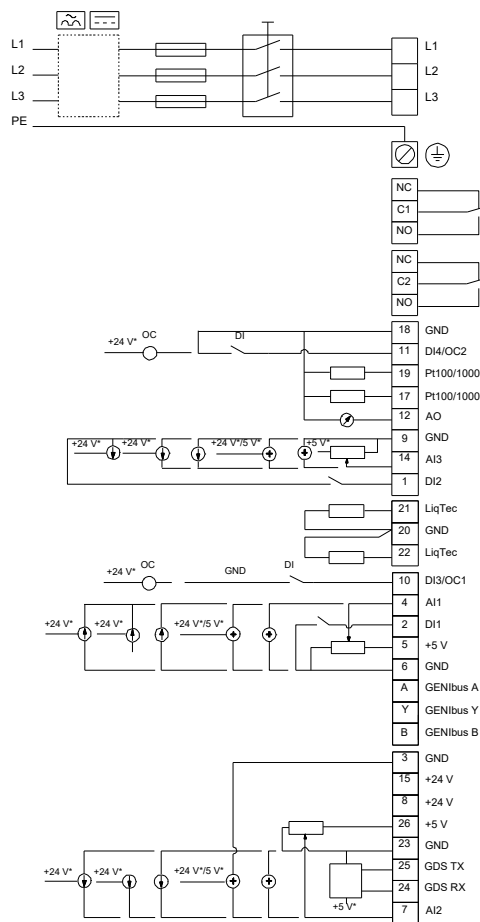 L1 L1
L2 L2
L3 L3
PE
NC
C1
NO
NC
C2
NO
18 GND
+24 V* OC DI 11 DI4/OC2
19 Pt100/1000
17 Pt100/1000
12 AO
9 GND
+24 V* +24 V* +24 V*/5 V* +5 V*
14 AI3
1 DI2
21 LiqTec
20 GND
22 LiqTec
+24 V* OC GND DI 10 DI3/OC1
4 AI1
+24 V* +24 V* +24 V*/5 V* 2 DI1
5 +5 V
6 GND
A GENIbus A
Y GENIbus Y
B GENIbus B
3 GND
15 +24 V
8 +24 V
26 +5 V
23 GND
25 GDS TX
+24 V* +24 V* +24 V*/5 V* 24 GDS RX
+5 V*
7 AI2